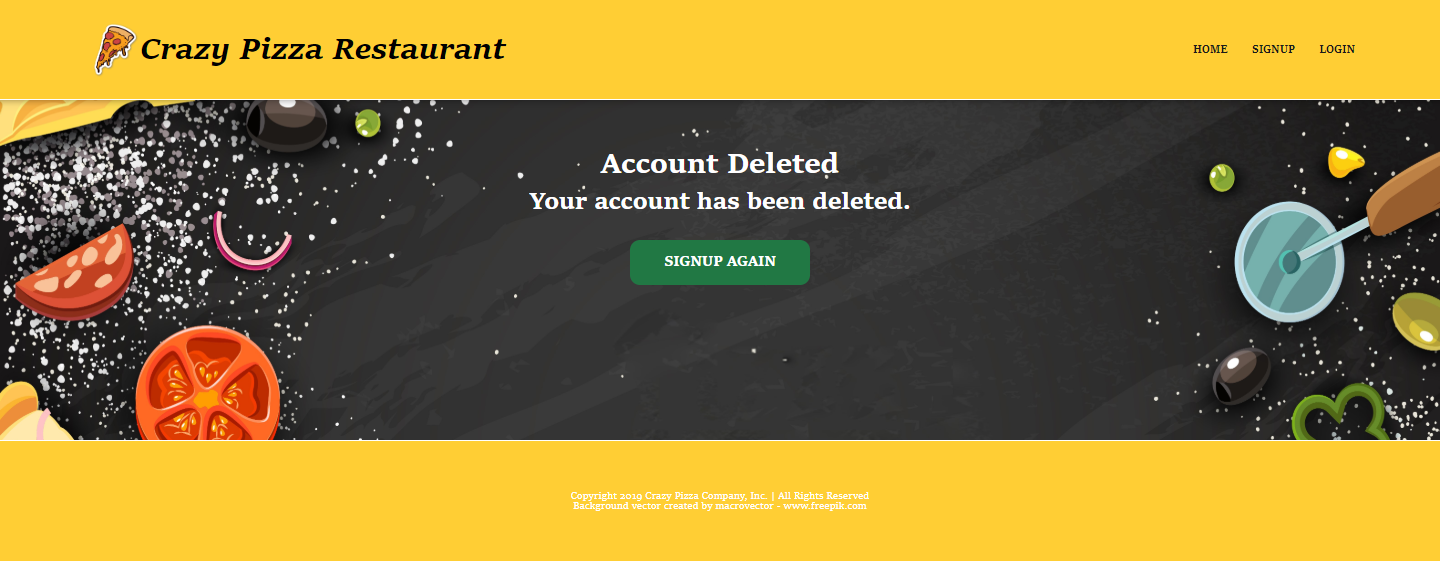 Crazy Pizza Restaurant
HOME SIGNUP LOGIN
Account Deleted
Your account has been deleted.
SIGNUP AGAIN
Copyright 2019 Crazy Pizza Company, Inc. | All Rights Reserved
Background vector created by macrovector - www.freepik.com